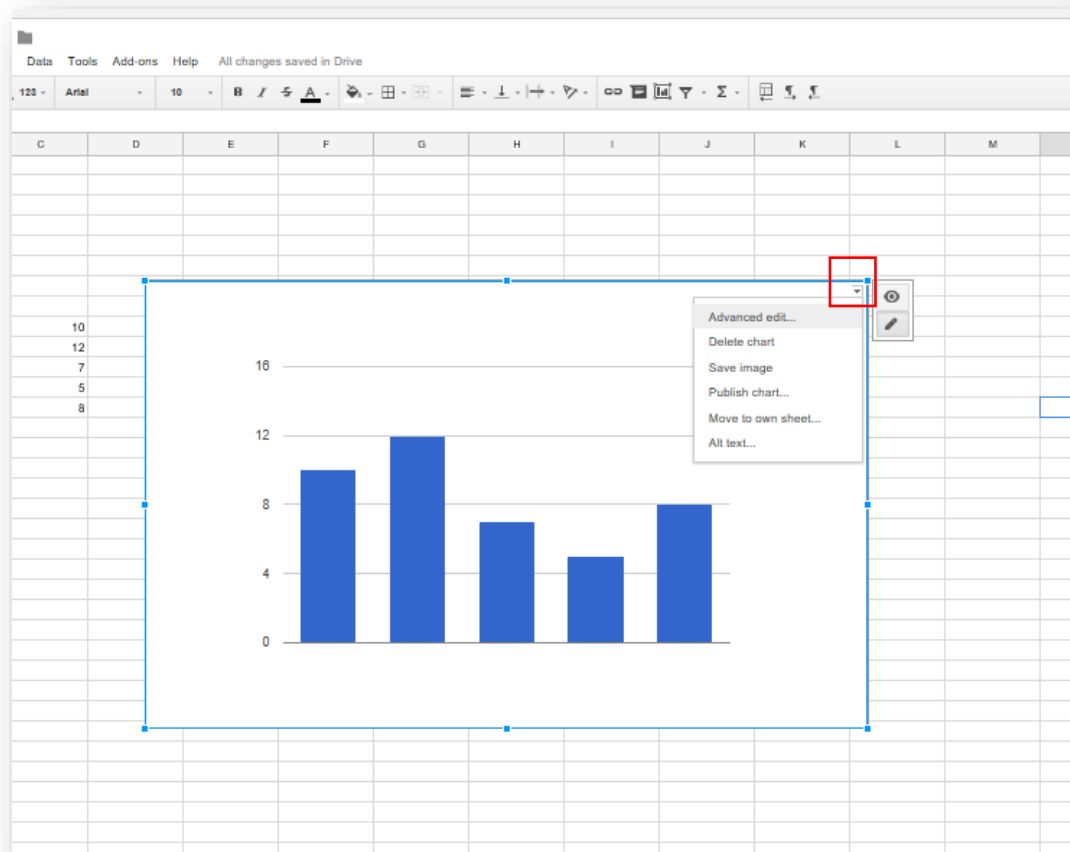 Data Tools Add-ons Help All changes saved in Drive
123 Arial 10 B I S A Σ
C D E F G H I J K L M
10
12
7
5
8
16
12
8
4
0
Advanced edit...
Delete chart
Save image
Publish chart...
Move to own sheet...
Alt text...